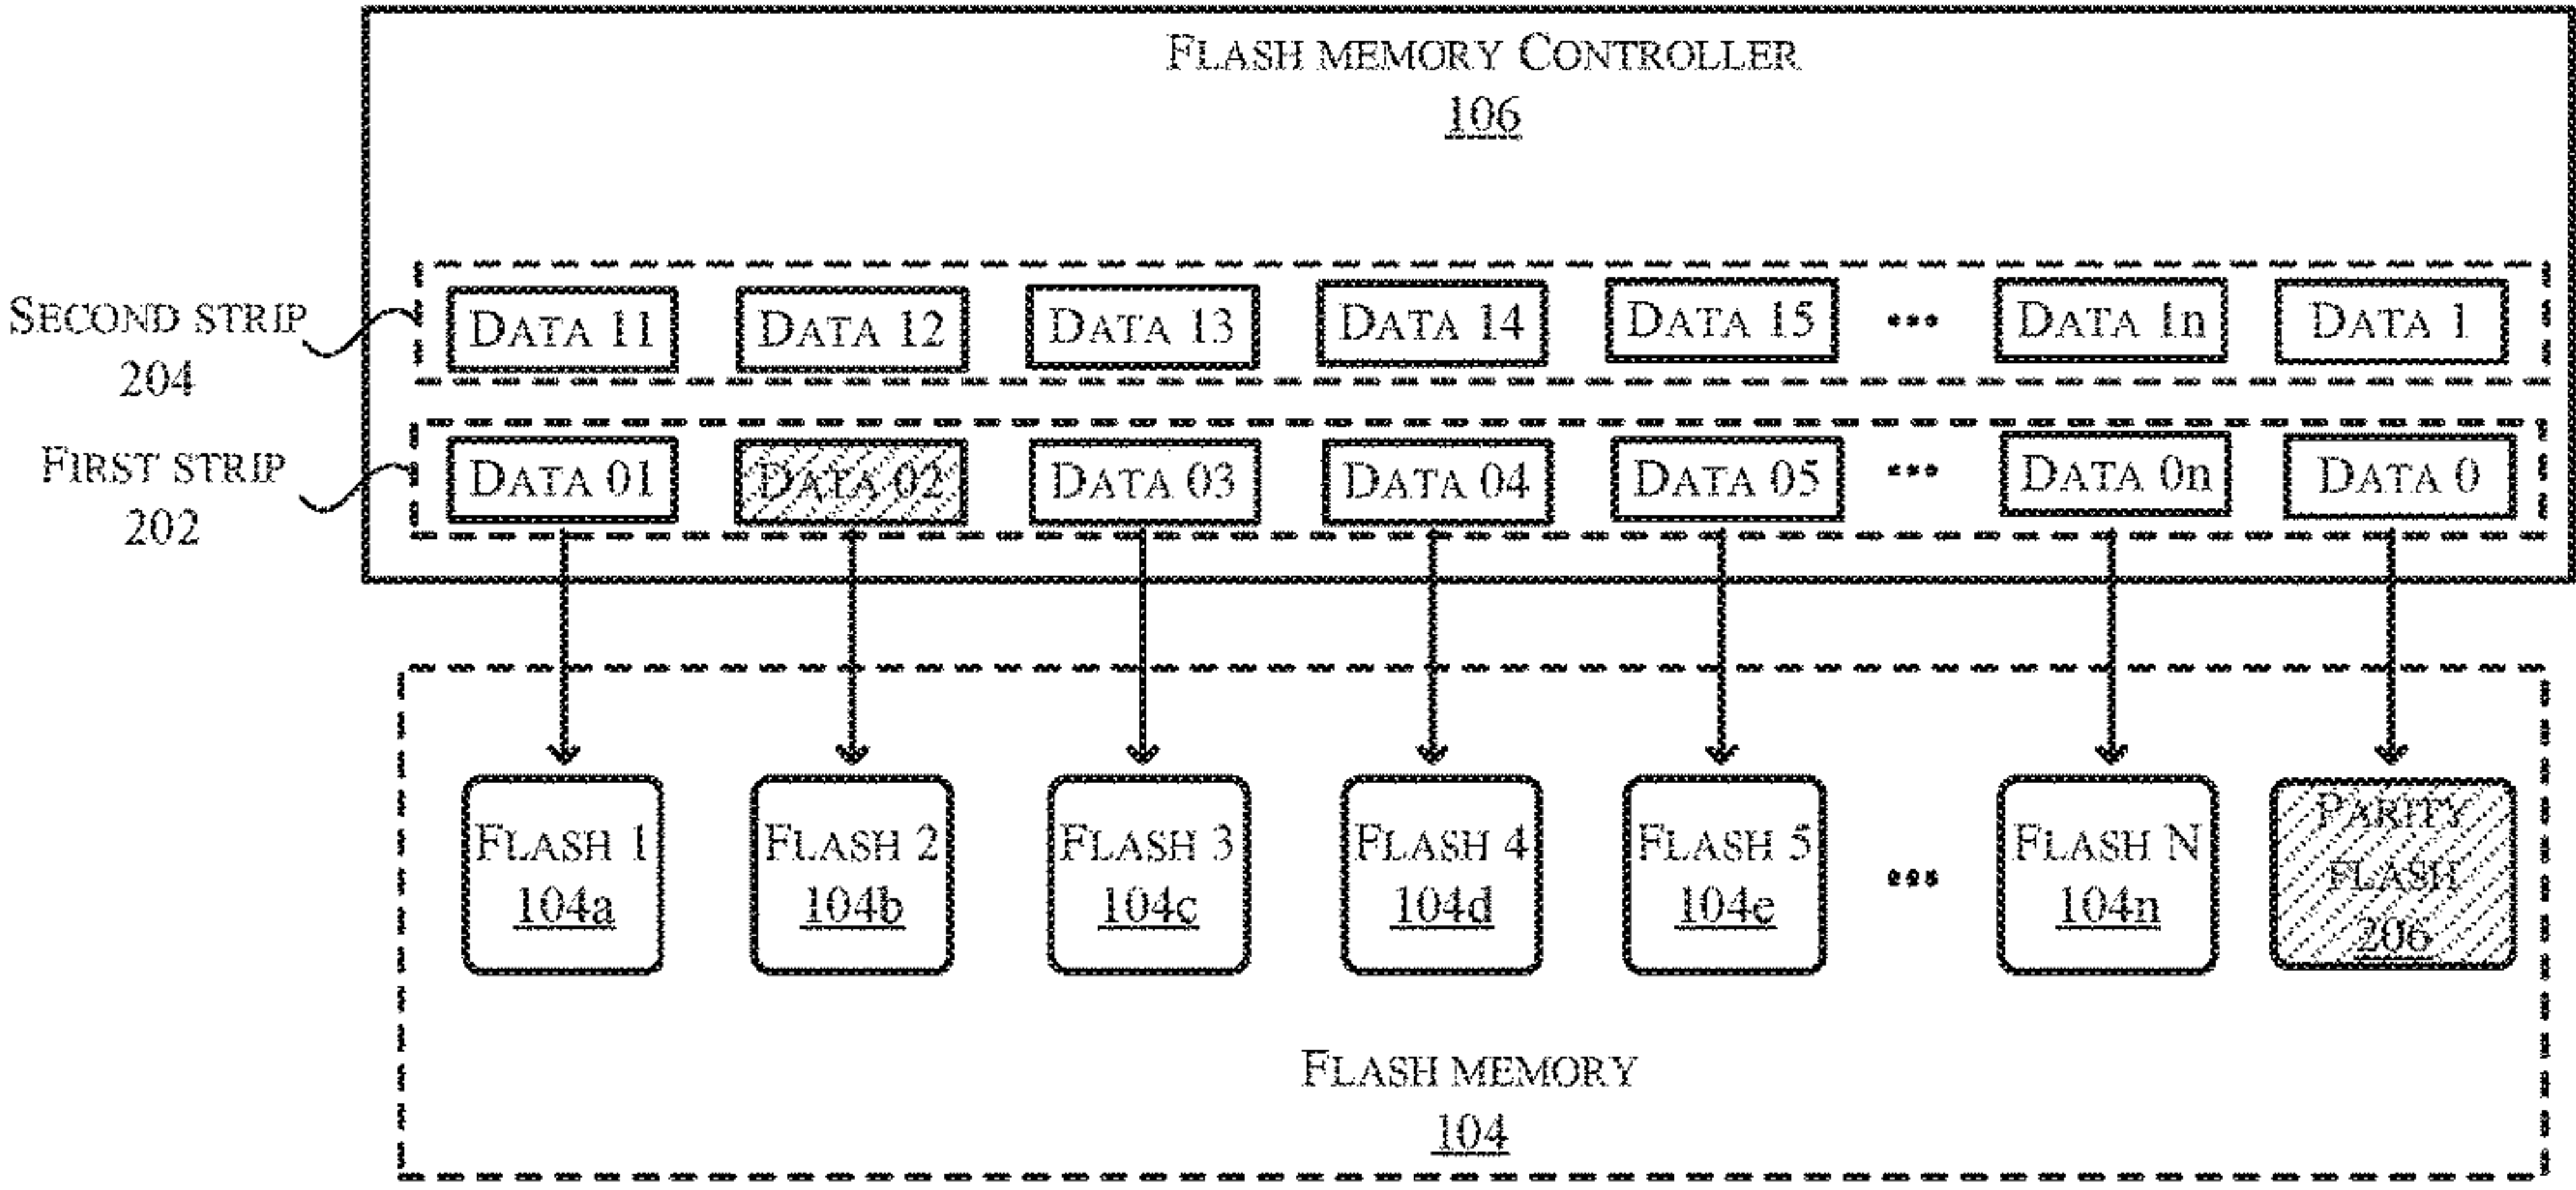 FLASH MEMORY CONTROLLER
106
SECOND STRIP
204
DATA 11 DATA 12 DATA 13 DATA 14 DATA 15 ... DATA 1n DATA 1
FIRST STRIP
202
DATA 01 DATA 02 DATA 03 DATA 04 DATA 05 ... DATA 0n DATA 0
FLASH 1
104a
FLASH 2
104b
FLASH 3
104c
FLASH 4
104d
FLASH 5
104e
...
FLASH N
104n
PARITY
FLASH
206
FLASH MEMORY
104